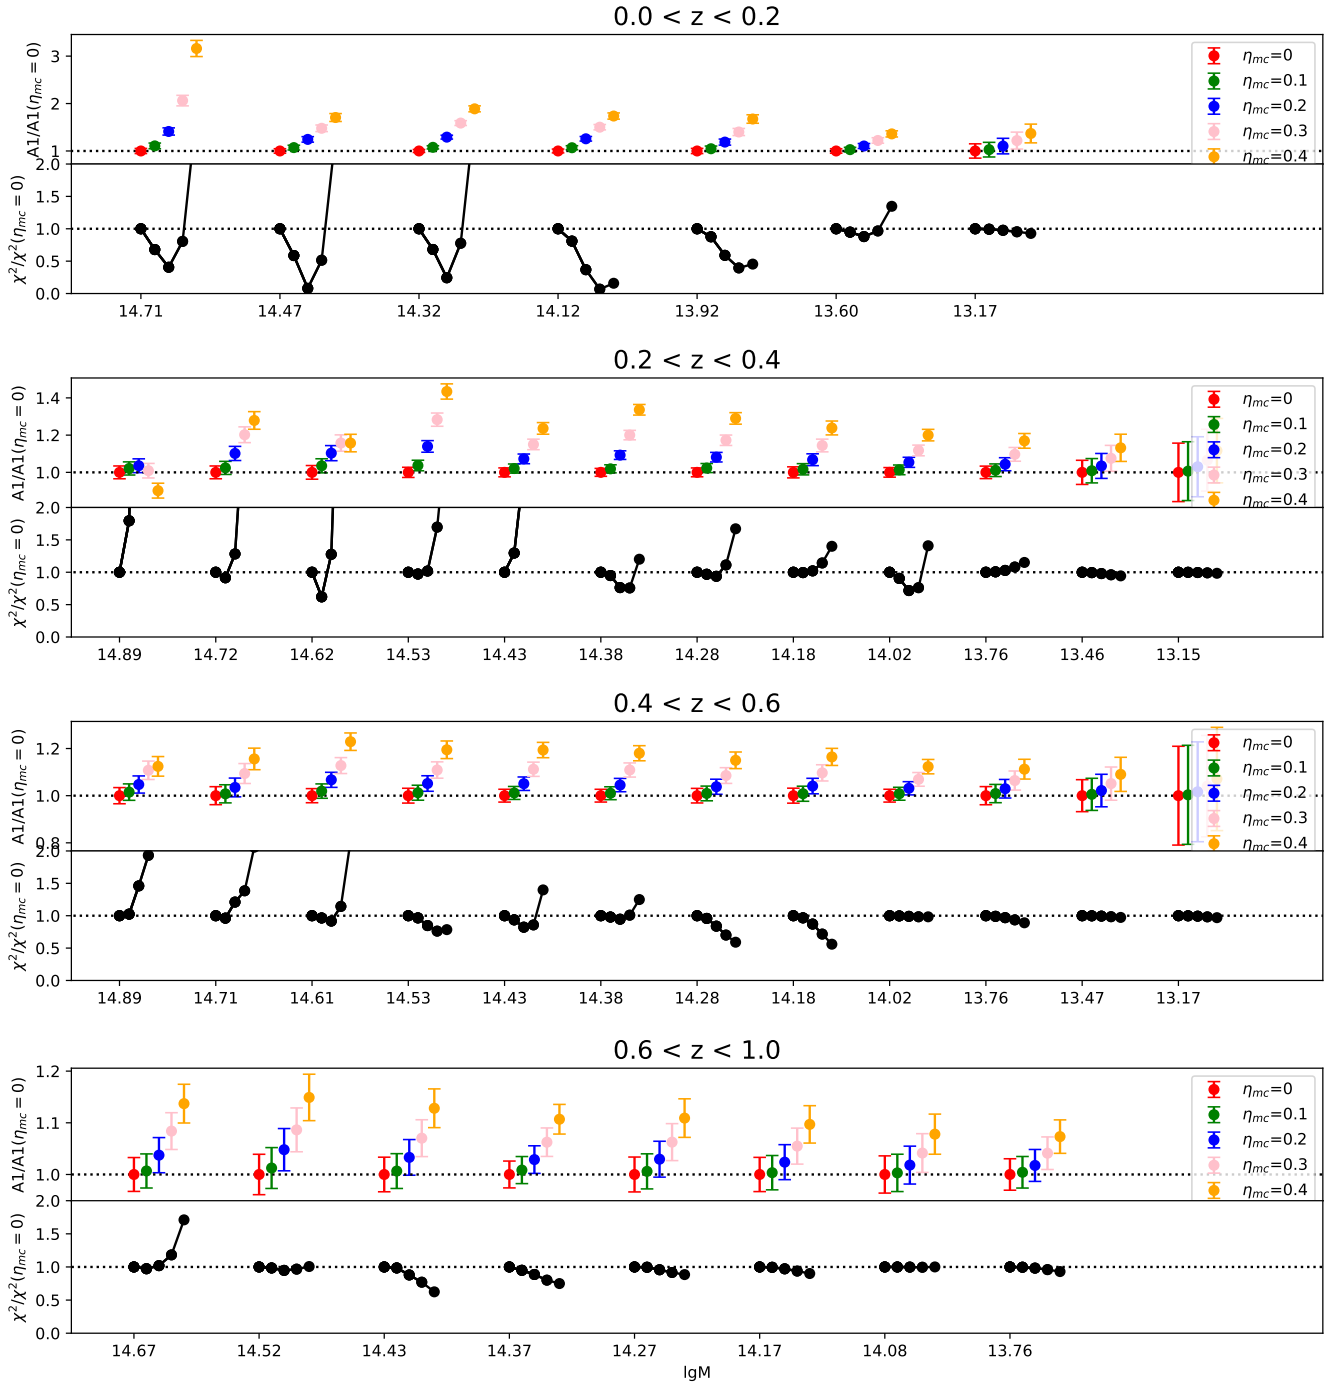 0.0 < z < 0.2
A1/A1(η_mc = 0)
3
2
1
η_mc=0
η_mc=0.1
η_mc=0.2
η_mc=0.3
η_mc=0.4
χ²/χ²(η_mc = 0)
2.0
1.5
1.0
0.5
0.0
14.71 14.47 14.32 14.12 13.92 13.60 13.17
0.2 < z < 0.4
A1/A1(η_mc = 0)
1.4
1.2
1.0
η_mc=0
η_mc=0.1
η_mc=0.2
η_mc=0.3
η_mc=0.4
χ²/χ²(η_mc = 0)
2.0
1.5
1.0
0.5
0.0
14.89 14.72 14.62 14.53 14.43 14.38 14.28 14.18 14.02 13.76 13.46 13.15
0.4 < z < 0.6
A1/A1(η_mc = 0)
1.2
1.0
0.8
η_mc=0
η_mc=0.1
η_mc=0.2
η_mc=0.3
η_mc=0.4
χ²/χ²(η_mc = 0)
2.0
1.5
1.0
0.5
0.0
14.89 14.71 14.61 14.53 14.43 14.38 14.28 14.18 14.02 13.76 13.47 13.17
0.6 < z < 1.0
A1/A1(η_mc = 0)
1.2
1.1
1.0
η_mc=0
η_mc=0.1
η_mc=0.2
η_mc=0.3
η_mc=0.4
χ²/χ²(η_mc = 0)
2.0
1.5
1.0
0.5
0.0
14.67 14.52 14.43 14.37 14.27 14.17 14.08 13.76
lgM